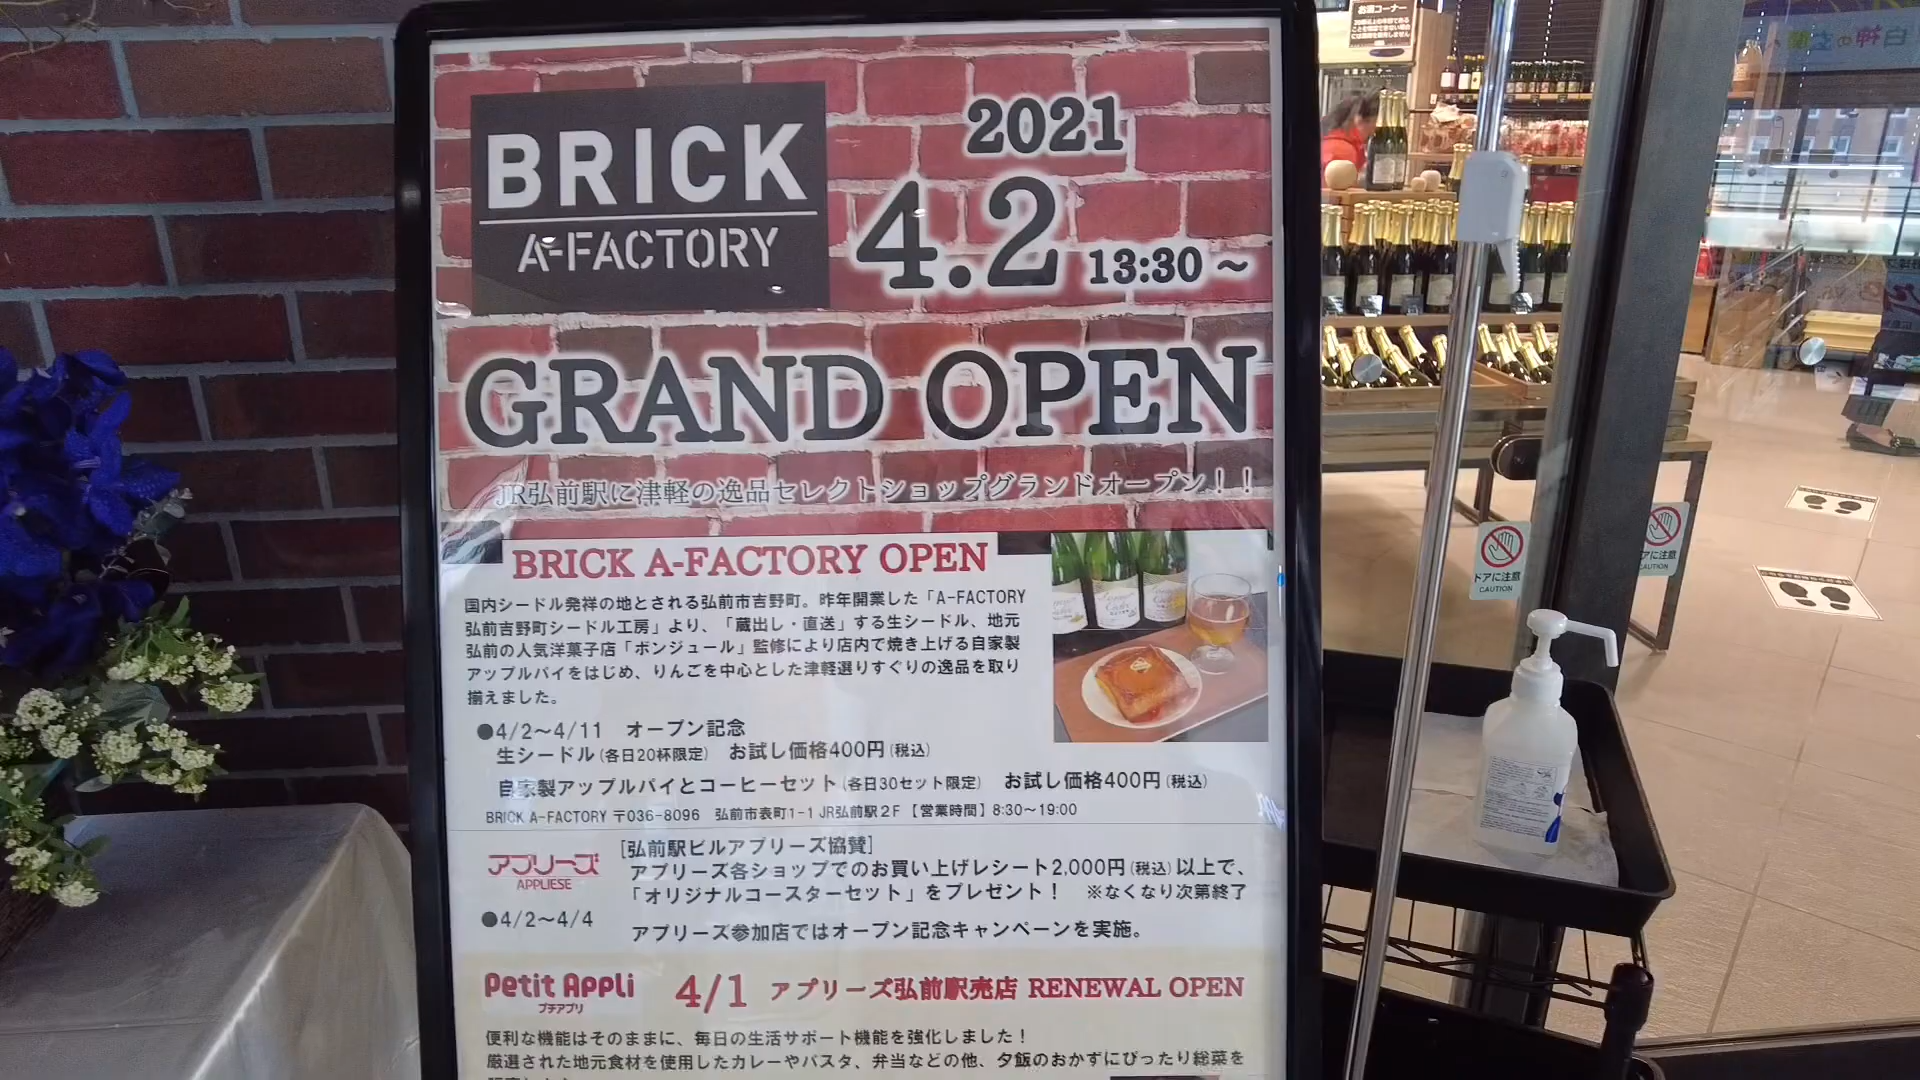 BRICK
A-FACTORY
2021
4.2 13:30～
GRAND OPEN
JR弘前駅に津軽の逸品セレクトショップグランドオープン！！
BRICK A-FACTORY OPEN
国内シードル発祥の地とされる弘前市吉野町。昨年開業した「A-FACTORY
弘前吉野町シードル工房」より、「蔵出し・直送」する生シードル、地元
弘前の人気洋菓子店「ボンジュール」監修により店内で焼き上げる自家製
アップルパイをはじめ、りんごを中心とした津軽選りすぐりの逸品を取り
揃えました。
●4/2～4/11 オープン記念
生シードル(各日20杯限定) お試し価格400円(税込)
自家製アップルパイとコーヒーセット(各日30セット限定) お試し価格400円(税込)
BRICK A-FACTORY 〒036-8096 弘前市表町1-1 JR弘前駅２F 【営業時間】8:30～19:00
アプリーズ
APPLIESE
[弘前駅ビルアプリーズ協賛]
アプリーズ各ショップでのお買い上げレシート2,000円(税込)以上で、
「オリジナルコースターセット」をプレゼント！ ※なくなり次第終了
●4/2～4/4
アプリーズ参加店ではオープン記念キャンペーンを実施。
Petit Appli
プチアプリ
4/1 アプリーズ弘前駅売店 RENEWAL OPEN
便利な機能はそのままに、毎日の生活サポート機能を強化しました！
厳選された地元食材を使用したカレーやパスタ、弁当などの他、夕飯のおかずにぴったり総菜を
お酒コーナー
ドアに注意
CAUTION
アに注意
CAUTION